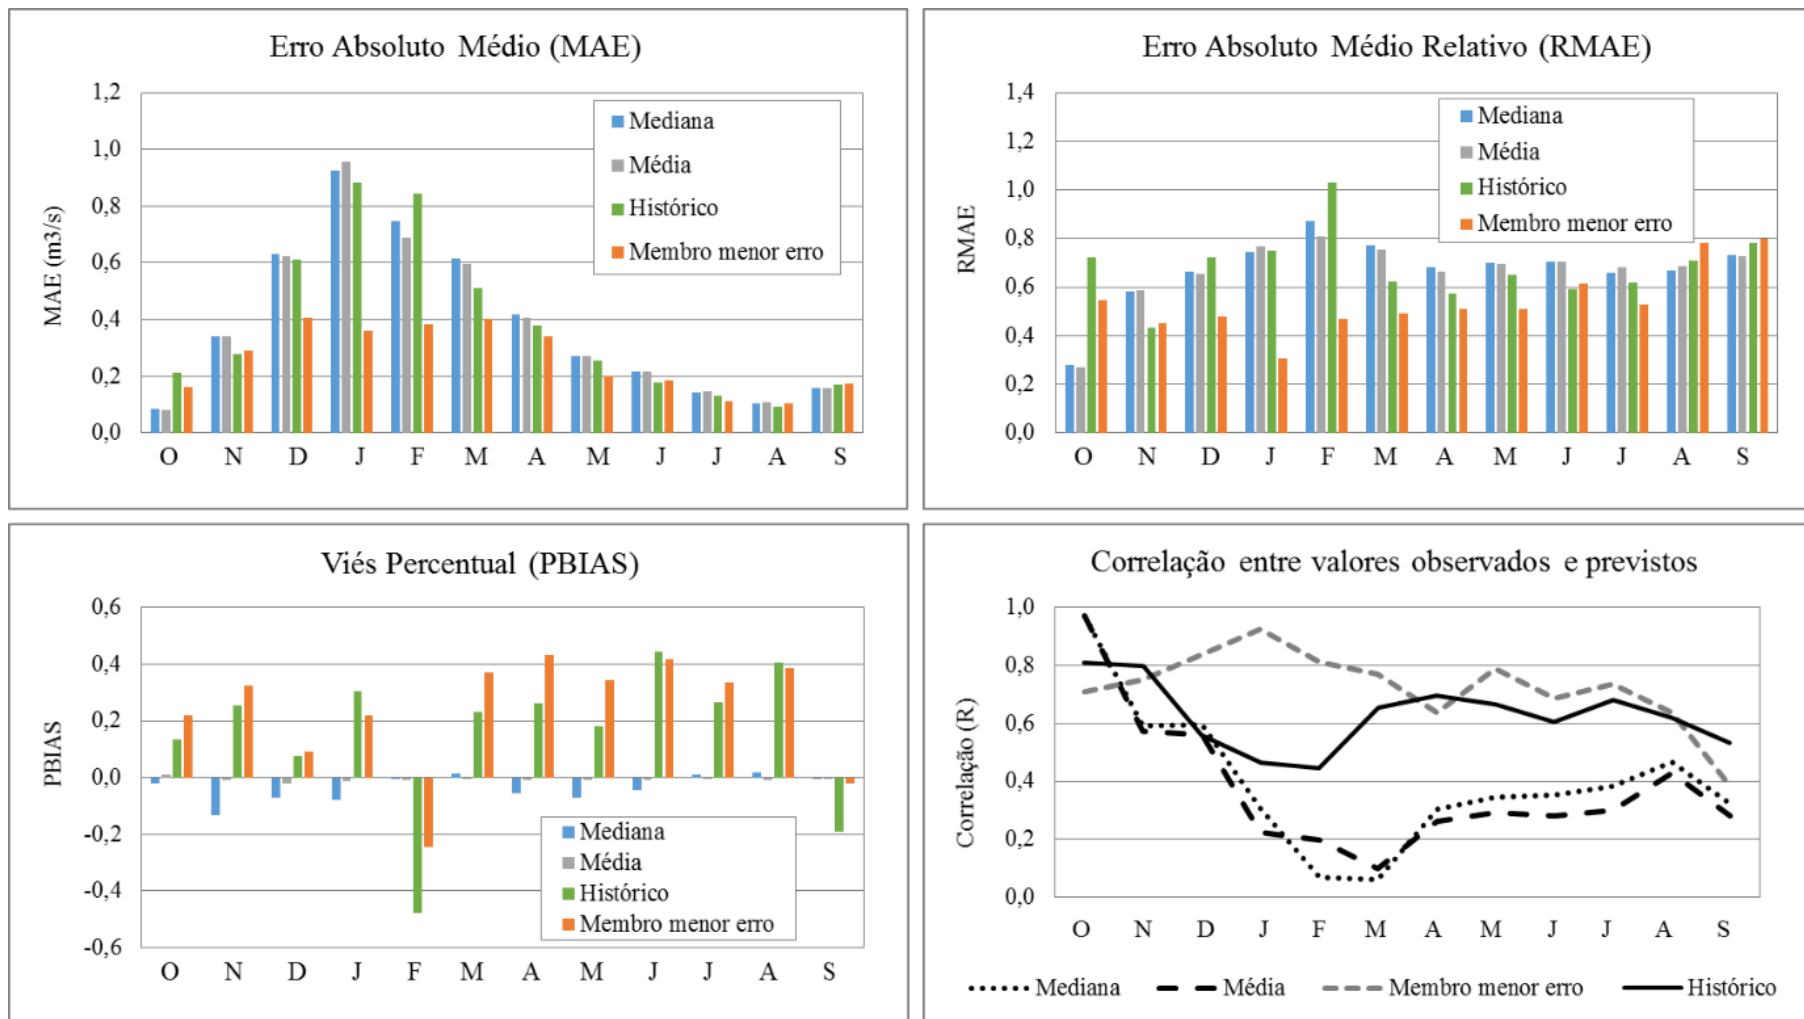 Erro Absoluto Médio (MAE)
MAE (m3/s)
1,2
1,0
0,8
0,6
0,4
0,2
0,0
Mediana
Média
Histórico
Membro menor erro
O N D J F M A M J J A S
Erro Absoluto Médio Relativo (RMAE)
RMAE
1,4
1,2
1,0
0,8
0,6
0,4
0,2
0,0
Mediana
Média
Histórico
Membro menor erro
O N D J F M A M J J A S
Viés Percentual (PBIAS)
PBIAS
0,6
0,4
0,2
0,0
-0,2
-0,4
-0,6
Mediana
Média
Histórico
Membro menor erro
O N D J F M A M J J A S
Correlação entre valores observados e previstos
Correlação (R)
1,0
0,8
0,6
0,4
0,2
0,0
O N D J F M A M J J A S
Mediana Média Membro menor erro Histórico